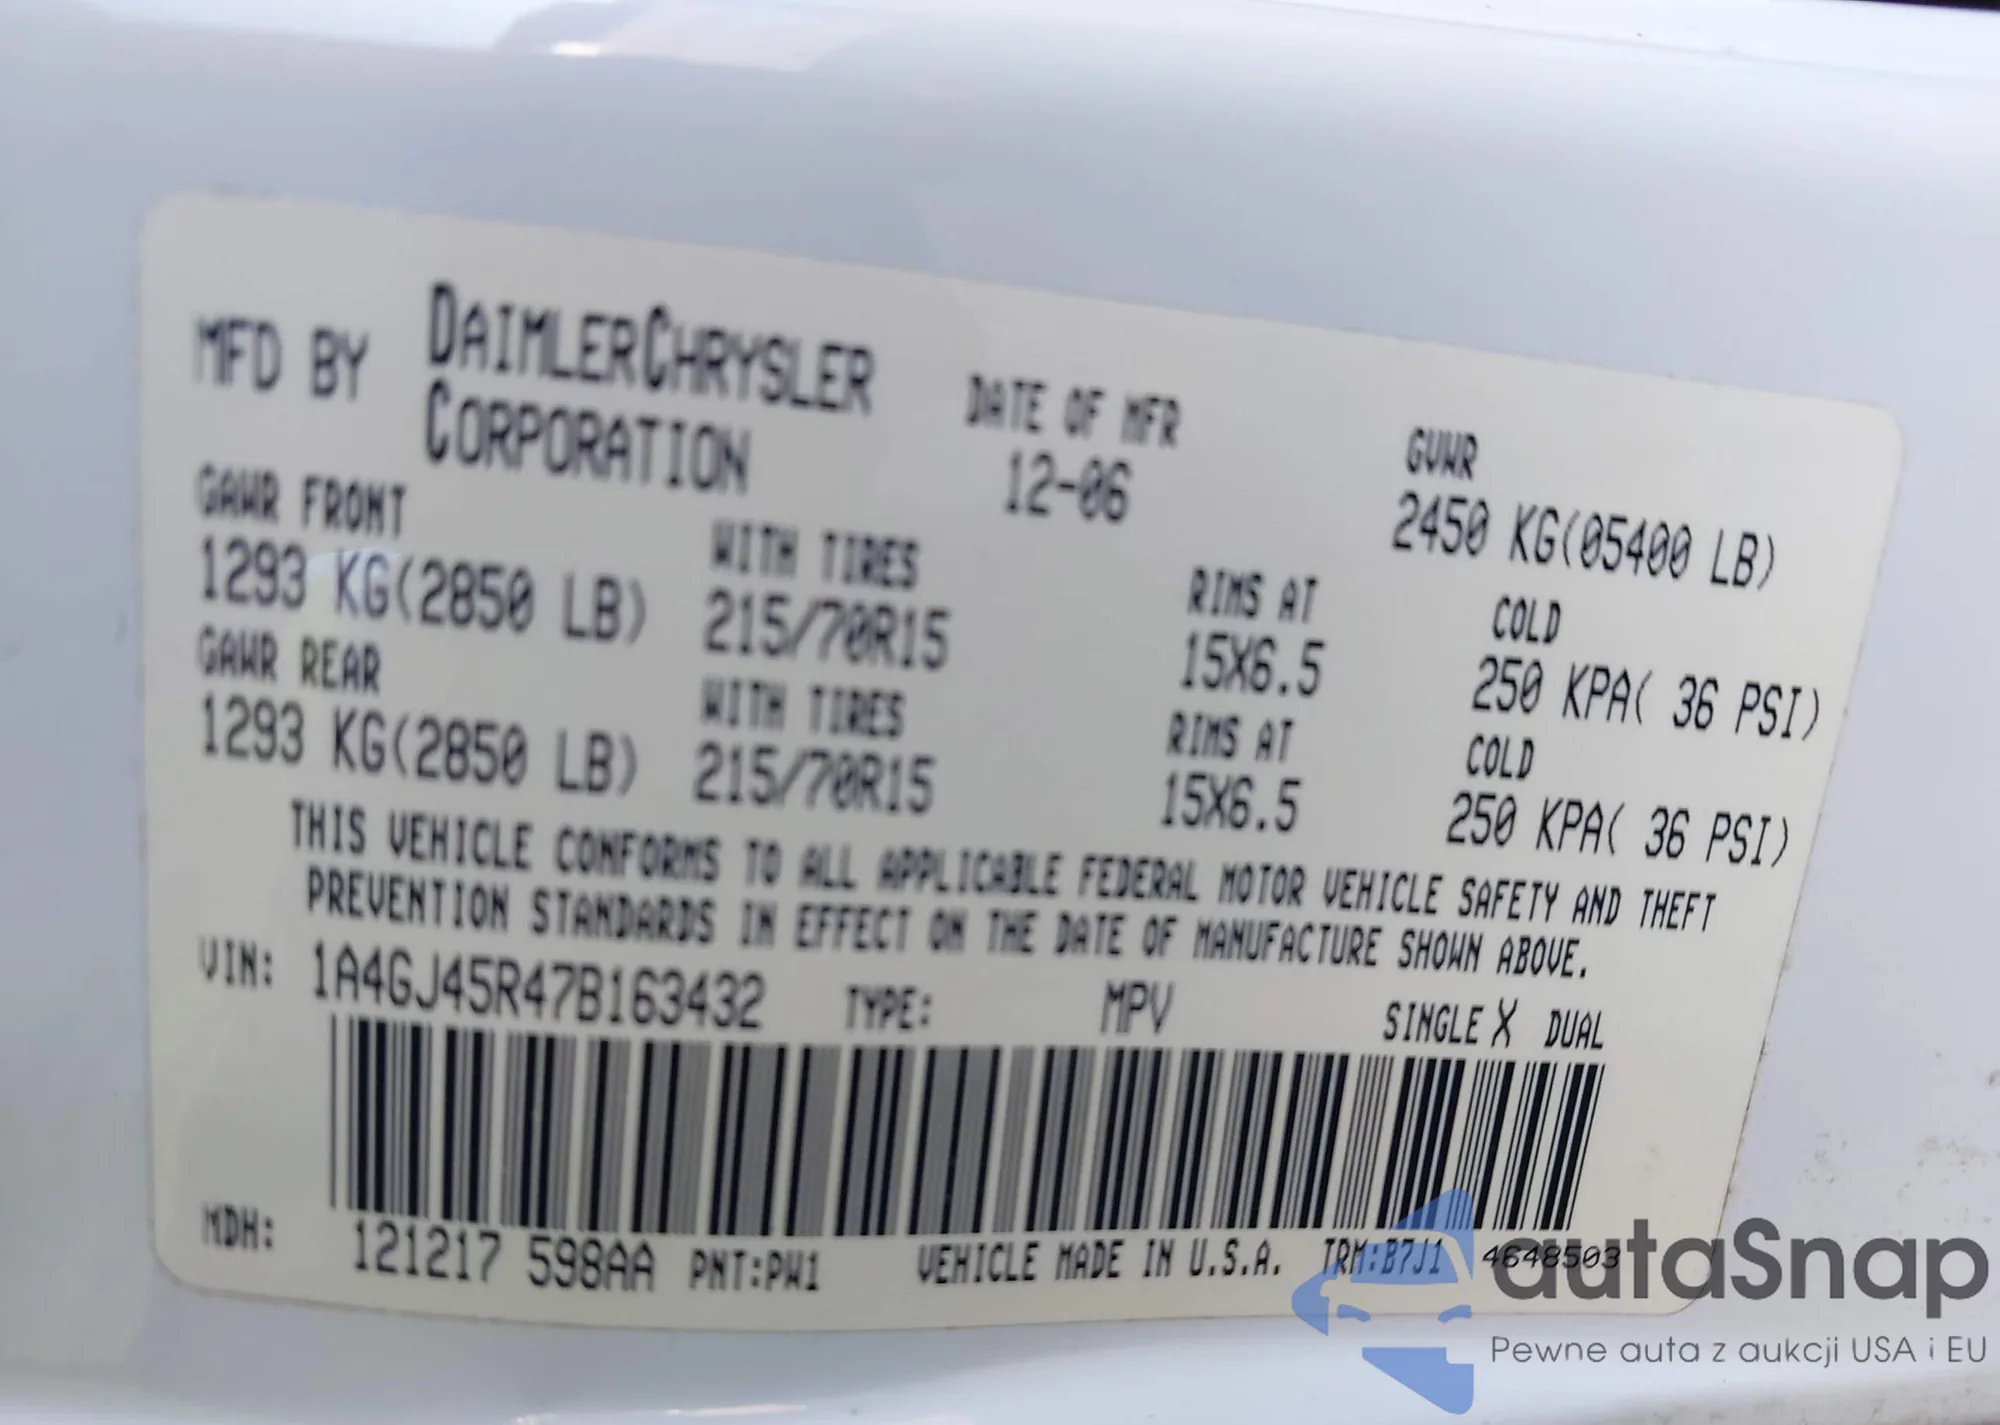 MFD BY DAIMLERCHRYSLER CORPORATION
DATE OF MFR
12-06
GVWR
2450 KG(05400 LB)
GAWR FRONT
1293 KG(2850 LB)
WITH TIRES
215/70R15
RIMS AT
15X6.5
COLD
250 KPA( 36 PSI)
GAWR REAR
1293 KG(2850 LB)
WITH TIRES
215/70R15
RIMS AT
15X6.5
COLD
250 KPA( 36 PSI)
THIS VEHICLE CONFORMS TO ALL APPLICABLE FEDERAL MOTOR VEHICLE SAFETY AND THEFT
PREVENTION STANDARDS IN EFFECT ON THE DATE OF MANUFACTURE SHOWN ABOVE.
VIN: 1A4GJ45R47B163432 TYPE: MPV SINGLE X DUAL
MDH: 121217 598AA PNT:PW1 VEHICLE MADE IN U.S.A. TRM:B7J1 4648503
autaSnap
Pewne auta z aukcji USA i EU